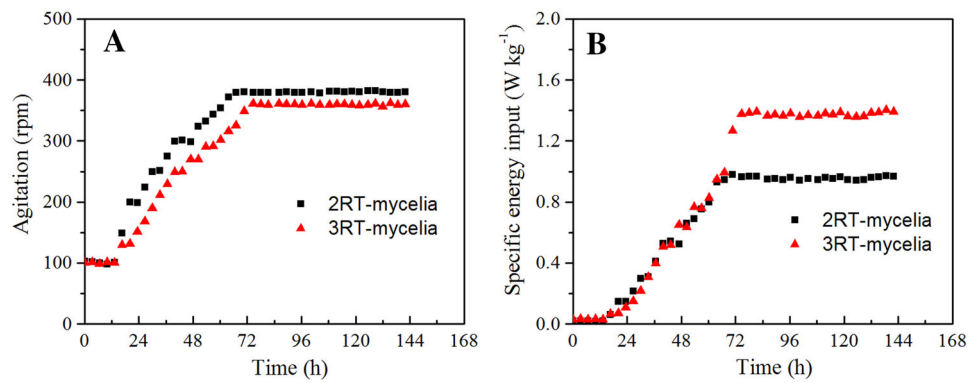 A
Agitation (rpm)
500
400
300
200
100
0
2RT-mycelia
3RT-mycelia
0 24 48 72 96 120 144 168
Time (h)
B
Specific energy input (W kg⁻¹)
2.0
1.6
1.2
0.8
0.4
0.0
2RT-mycelia
3RT-mycelia
0 24 48 72 96 120 144 168
Time (h)